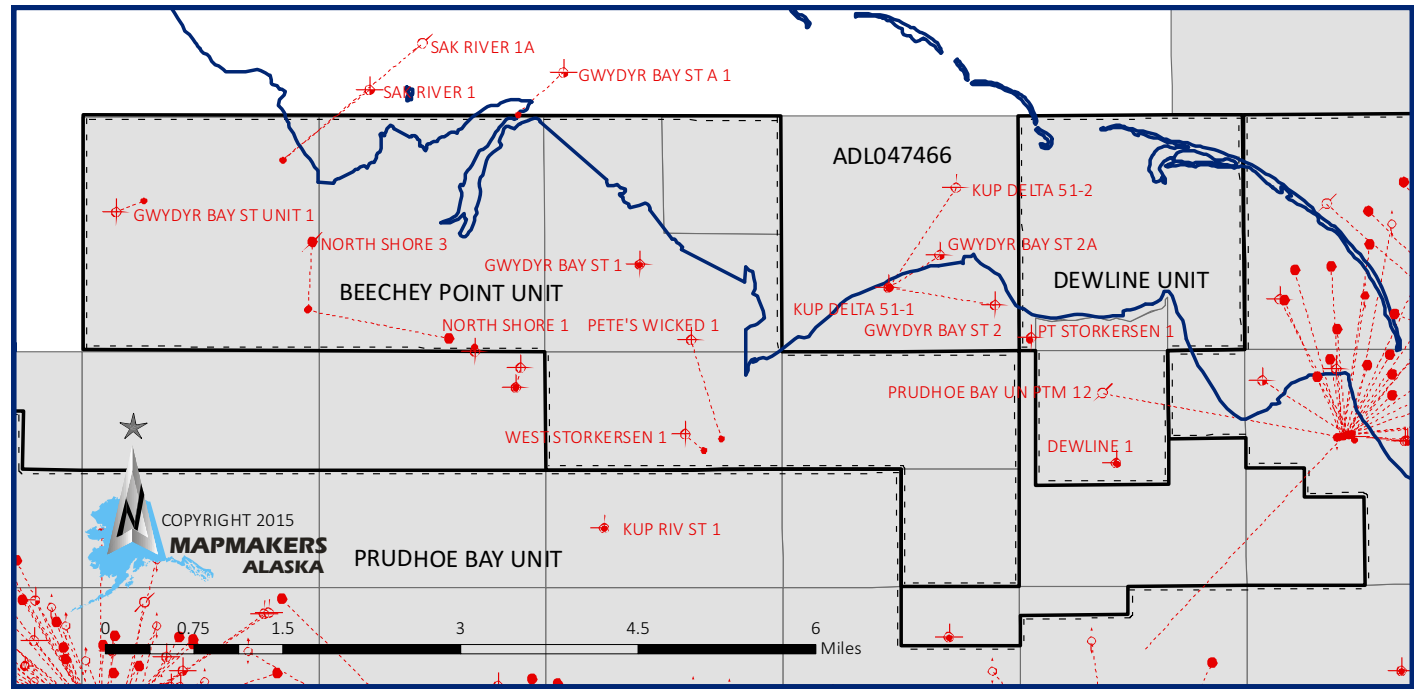 SAK RIVER 1A
GWYDYR BAY ST A 1
SAK RIVER 1
ADL047466
KUP DELTA 51-2
GWYDYR BAY ST UNIT 1
NORTH SHORE 3
GWYDYR BAY ST 2A
GWYDYR BAY ST 1
DEWLINE UNIT
BEECHEY POINT UNIT
KUP DELTA 51-1
NORTH SHORE 1
PETE'S WICKED 1
GWYDYR BAY ST 2
PT STORKERSEN 1
PRUDHOE BAY UN PTM 12
WEST STORKERSEN 1
DEWLINE 1
N
COPYRIGHT 2015
MAPMAKERS
ALASKA
KUP RIV ST 1
PRUDHOE BAY UNIT
0 0.75 1.5 3 4.5 6
Miles